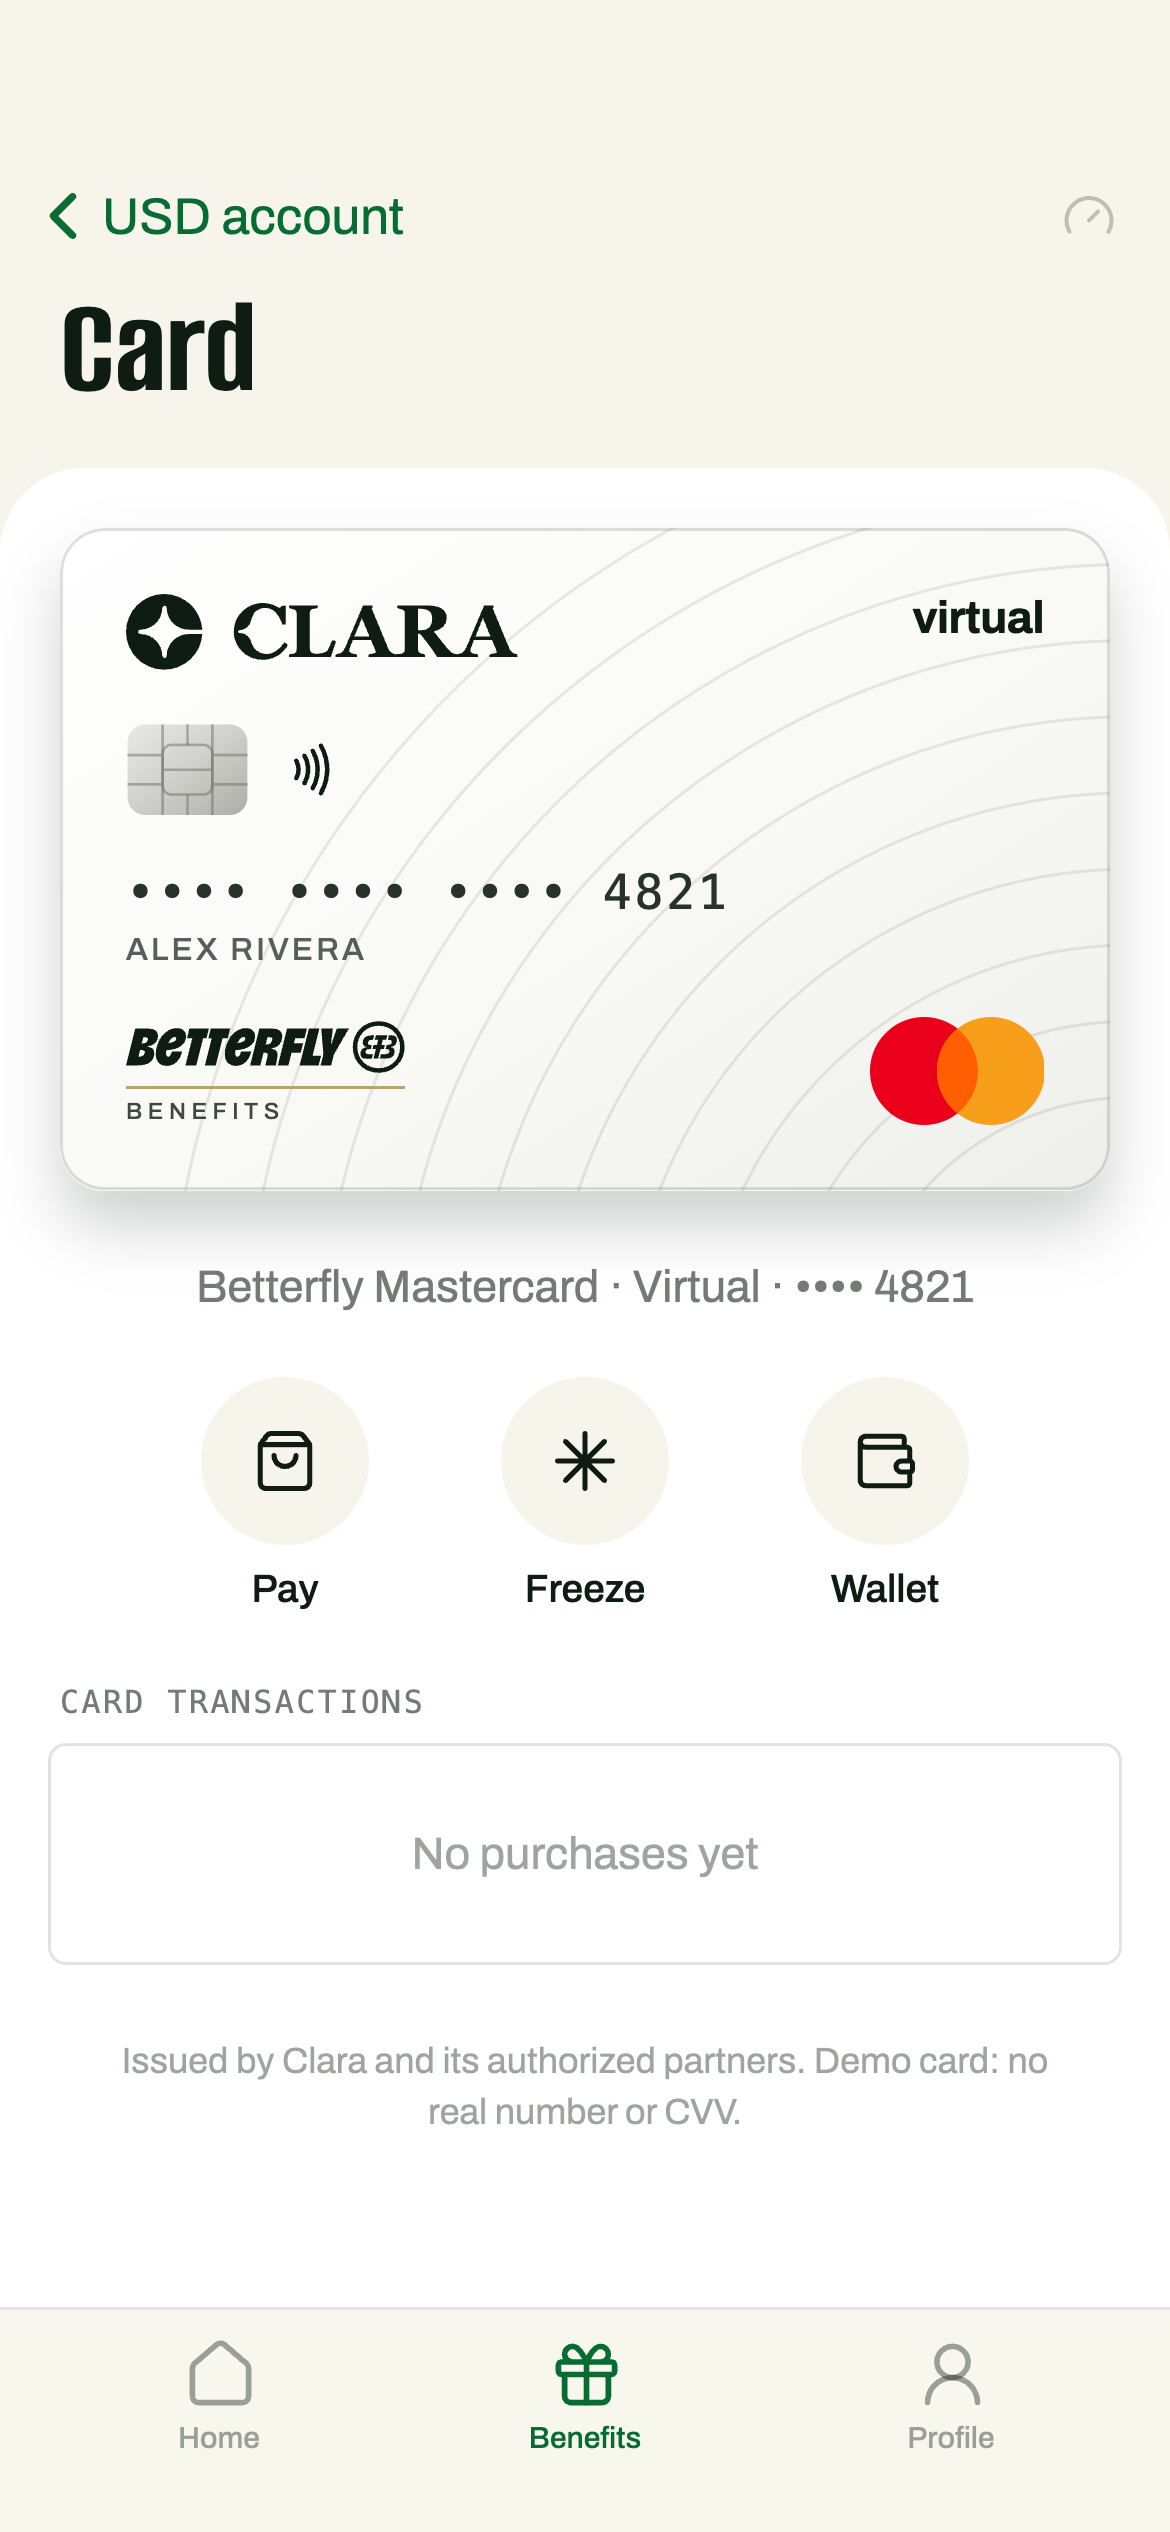 USD account
Card
CLARA
virtual
•••• •••• •••• 4821
ALEX RIVERA
BETTERFLY
BENEFITS
Betterfly Mastercard · Virtual · •••• 4821
Pay
Freeze
Wallet
CARD TRANSACTIONS
No purchases yet
Issued by Clara and its authorized partners. Demo card: no
real number or CVV.
Home
Benefits
Profile